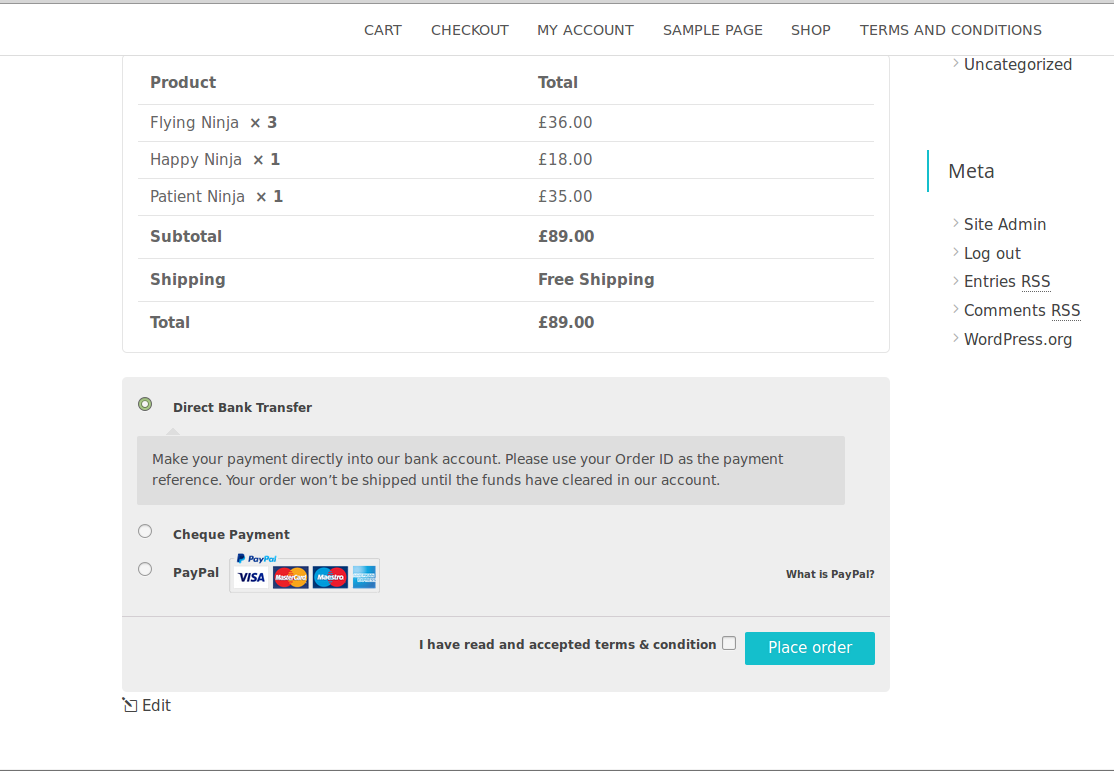 CART CHECKOUT MY ACCOUNT SAMPLE PAGE SHOP TERMS AND CONDITIONS
Product Total
Flying Ninja × 3 £36.00
Happy Ninja × 1 £18.00
Patient Ninja × 1 £35.00
Subtotal £89.00
Shipping Free Shipping
Total £89.00
Direct Bank Transfer
Make your payment directly into our bank account. Please use your Order ID as the payment
reference. Your order won’t be shipped until the funds have cleared in our account.
Cheque Payment
PayPal
PayPal
VISA MasterCard Maestro
What is PayPal?
I have read and accepted terms & condition Place order
Edit
Uncategorized
Meta
Site Admin
Log out
Entries RSS
Comments RSS
WordPress.org